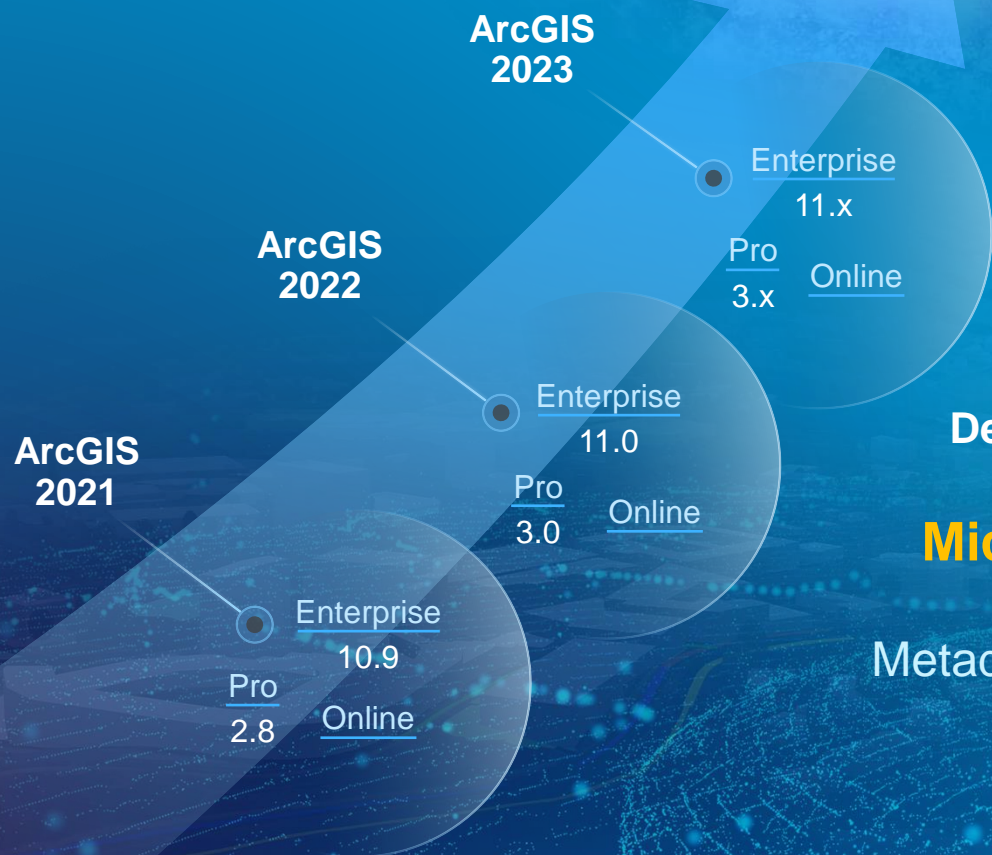 ArcGIS
2023
Enterprise
11.x
Pro
3.x
Online
ArcGIS
2022
Enterprise
11.0
Pro
3.0
Online
ArcGIS
2021
Enterprise
10.9
Pro
2.8
Online